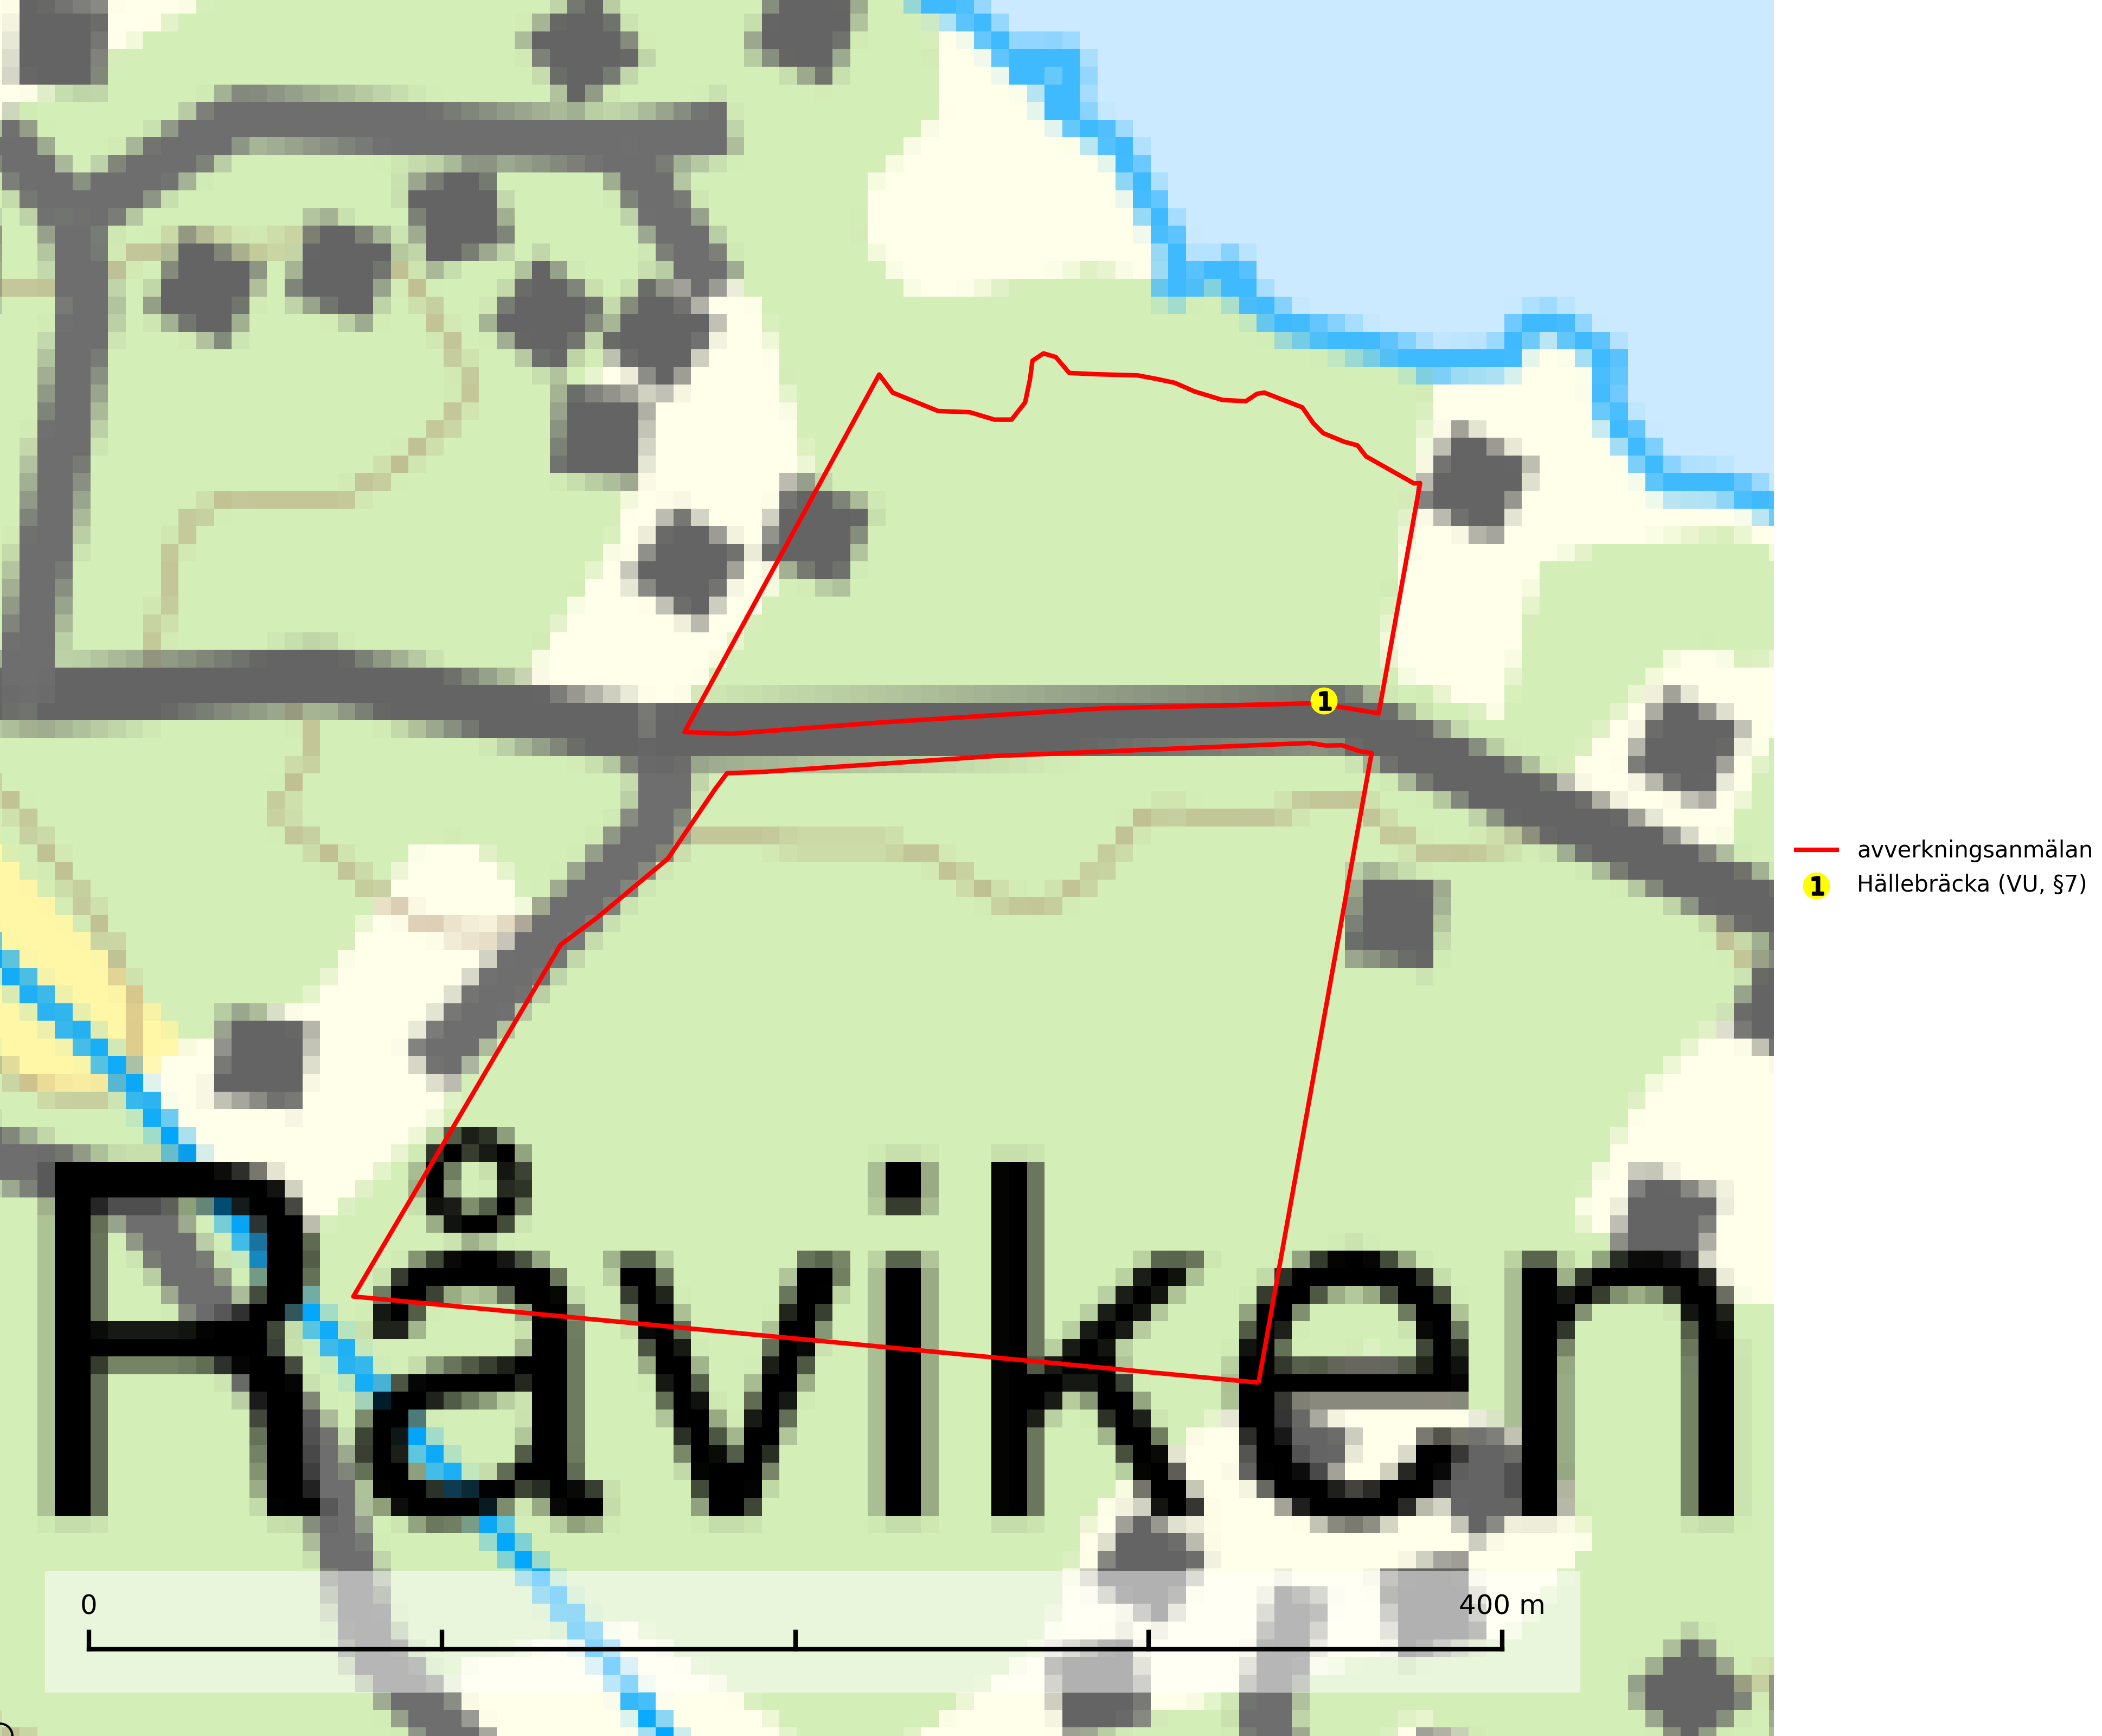 1
avverkningsanmälan
1 Hällebräcka (VU, §7)
Råviken
0 400 m